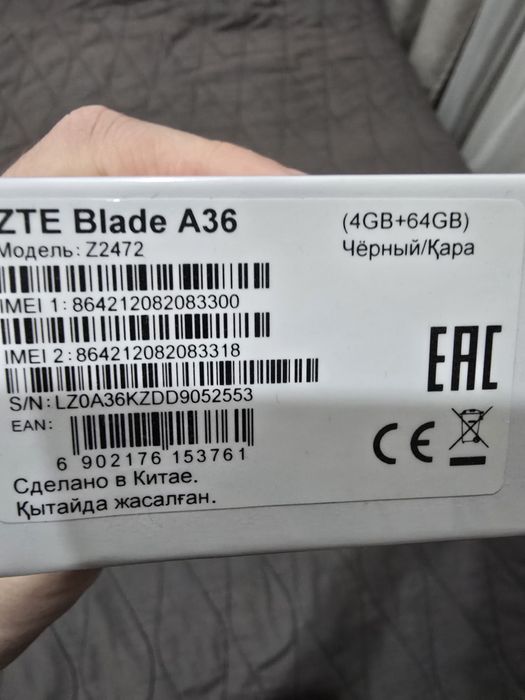 ZTE Blade A36
(4GB+64GB)
Модель: Z2472
Чёрный/Қара
IMEI 1: 864212082083300
IMEI 2: 864212082083318
S/N: LZ0A36KZDD9052553
EAN:
6 902176 153761
Сделано в Китае.
Қытайда жасалған.
EAC
CE